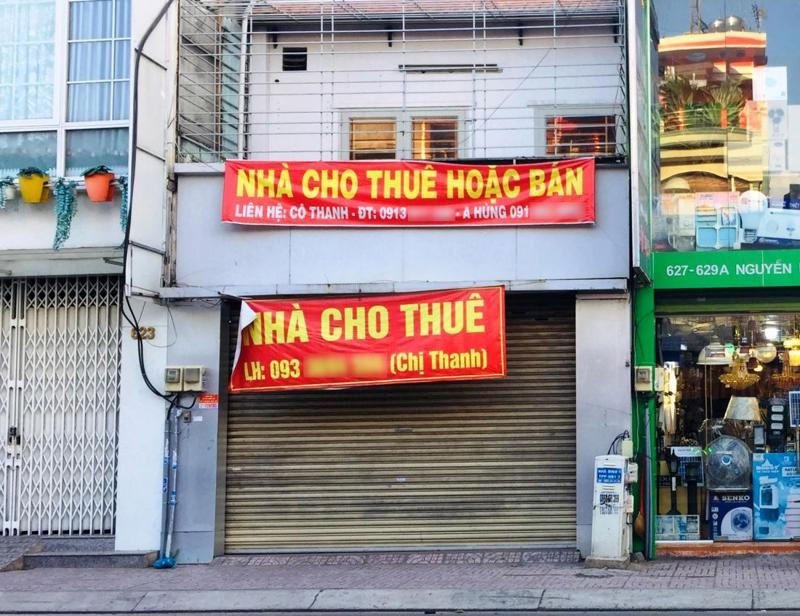 NHÀ CHO THUÊ HOẶC BÁN
LIÊN HỆ: CÔ THANH - ĐT: 0913 - A HÙNG 091
627-629A NGUYỄN
NHÀ CHO THUÊ
LH: 093 (Chị Thanh)
623
SENKO